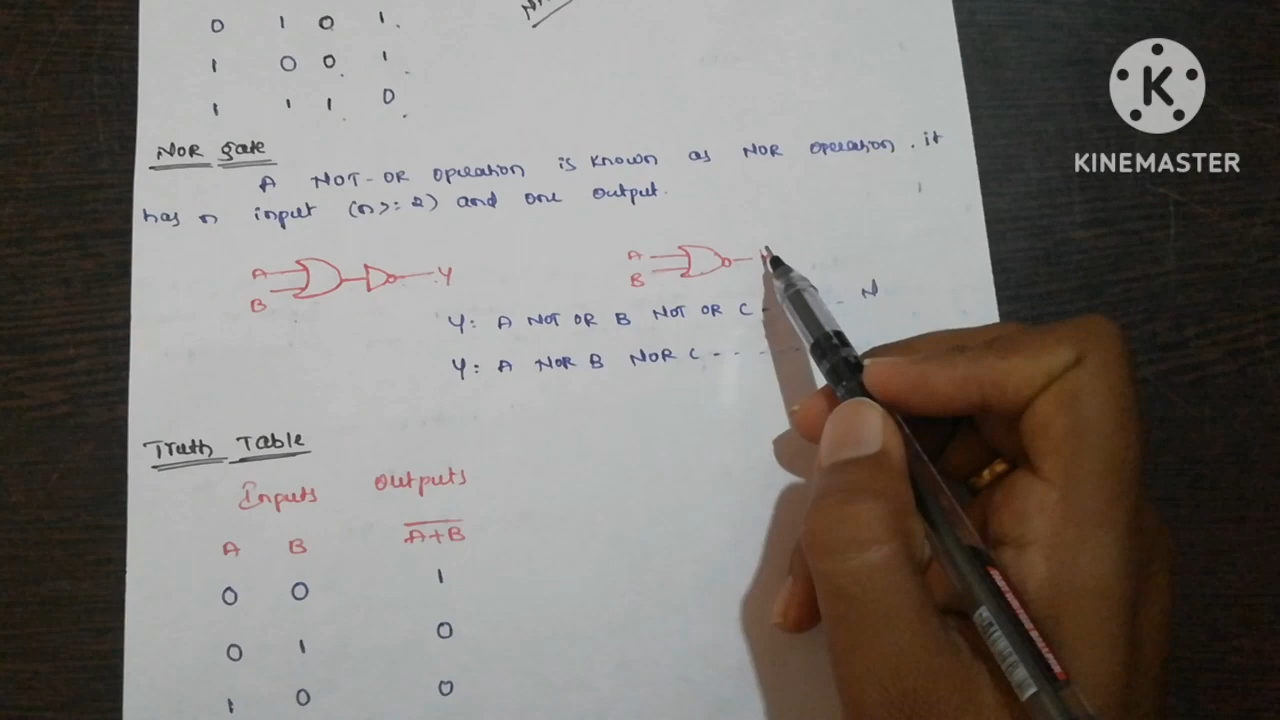 0 1 0 1.
1 0 0. 1.
1 1 1. 0.
K
KINEMASTER
NOR gate
A NOT-OR operation is known as NOR operation. it
has n input (n>=2) and one output.
A
B
Y
A
B
Y: A NOT OR B NOT OR C - - N
Y: A NOR B NOR C - - - - -
Truth Table
Inputs Outputs
A B A̅+̅B̅
0 0 1
0 1 0
1 0 0